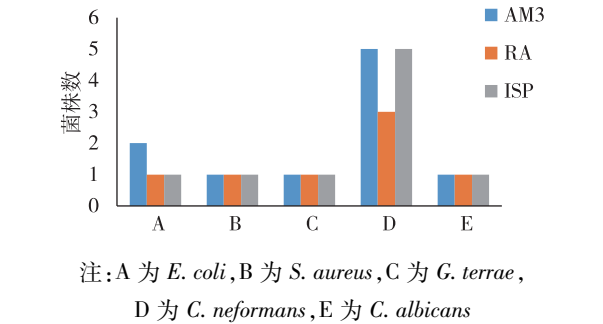 6
5
4
3
2
1
0
菌株数
A
B
C
D
E
AM3
RA
ISP
注:A 为 E. coli,B 为 S. aureus,C 为 G. terrae,
D 为 C. neformans,E 为 C. albicans